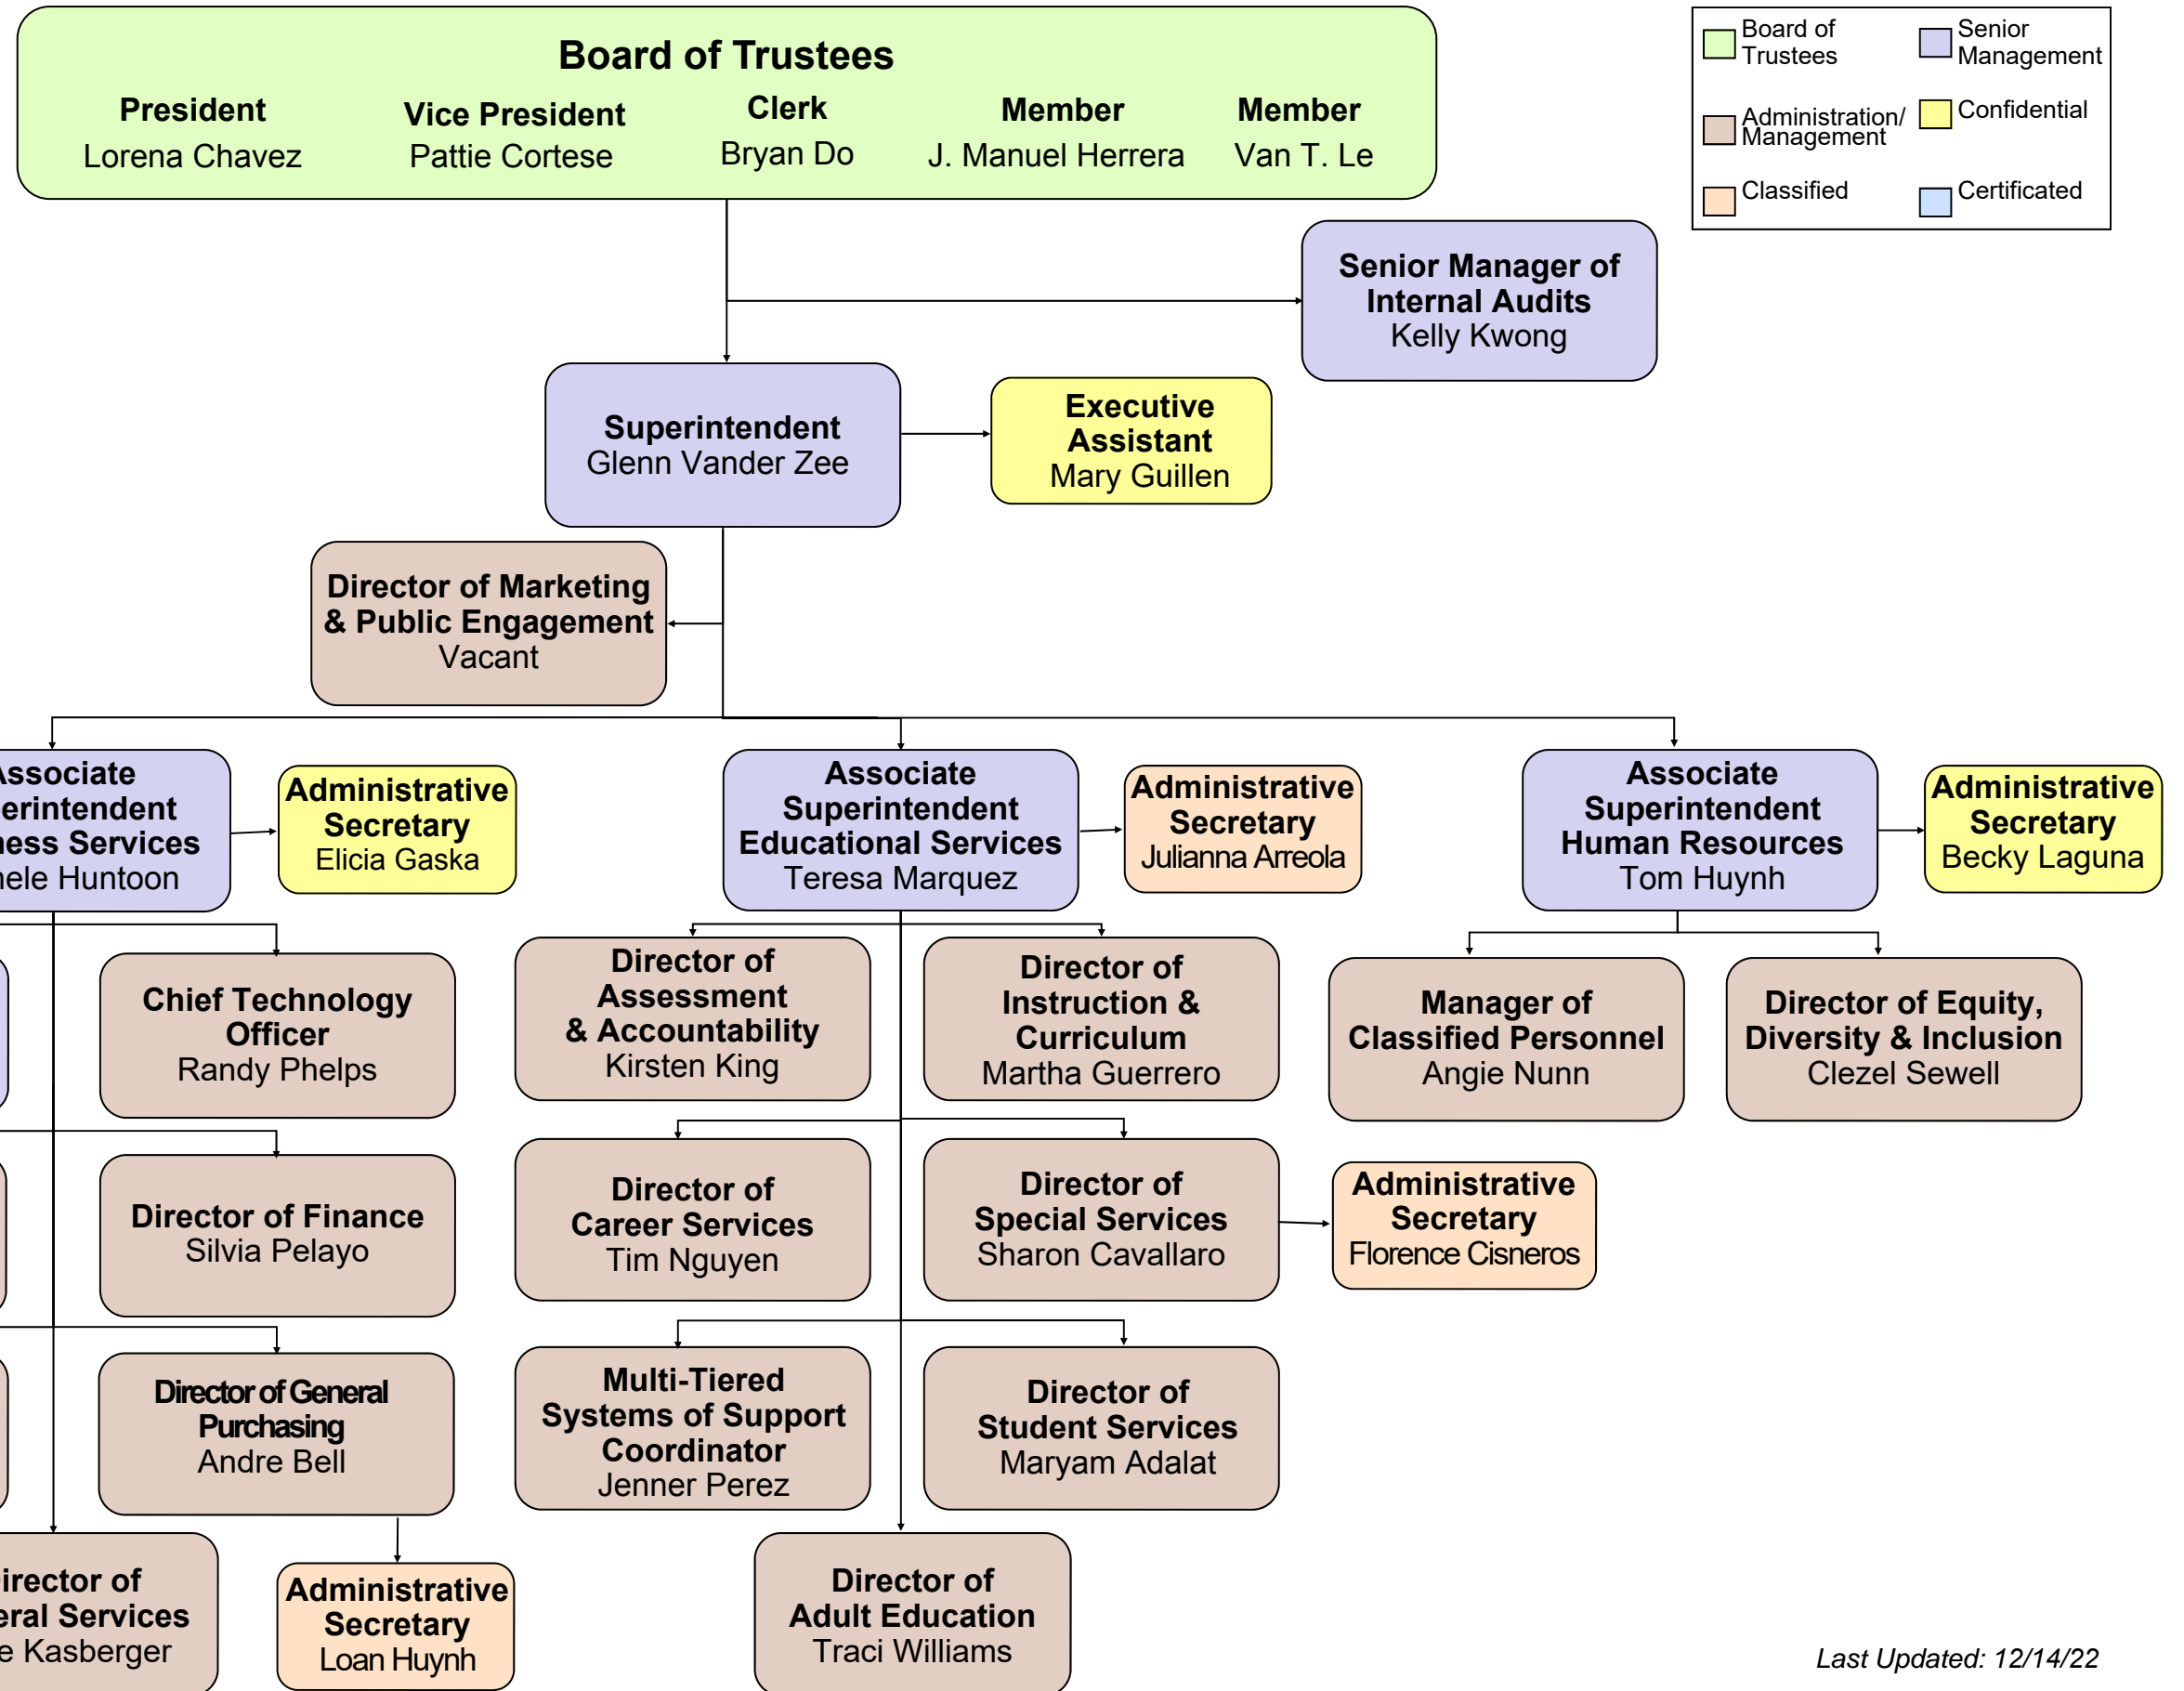 Board of Trustees
President
Lorena Chavez
Vice President
Pattie Cortese
Clerk
Bryan Do
Member
J. Manuel Herrera
Member
Van T. Le
Board of
Trustees
Senior
Management
Administration/
Management
Confidential
Classified
Certificated
Senior Manager of
Internal Audits
Kelly Kwong
Superintendent
Glenn Vander Zee
Executive
Assistant
Mary Guillen
Director of Marketing
& Public Engagement
Vacant
Associate
Services
Huntoon
Administrative
Secretary
Elicia Gaska
Associate
Superintendent
Educational Services
Teresa Marquez
Administrative
Secretary
Julianna Arreola
Associate
Superintendent
Human Resources
Tom Huynh
Administrative
Secretary
Becky Laguna
Chief Technology
Officer
Randy Phelps
Director of
Assessment
& Accountability
Kirsten King
Director of
Instruction &
Curriculum
Martha Guerrero
Manager of
Classified Personnel
Angie Nunn
Director of Equity,
Diversity & Inclusion
Clezel Sewell
Director of Finance
Silvia Pelayo
Director of
Career Services
Tim Nguyen
Director of
Special Services
Sharon Cavallaro
Administrative
Secretary
Florence Cisneros
Director of General
Purchasing
Andre Bell
Multi-Tiered
Systems of Support
Coordinator
Jenner Perez
Director of
Student Services
Maryam Adalat
of
Services
Kasberger
Administrative
Secretary
Loan Huynh
Director of
Adult Education
Traci Williams
Last Updated: 12/14/22